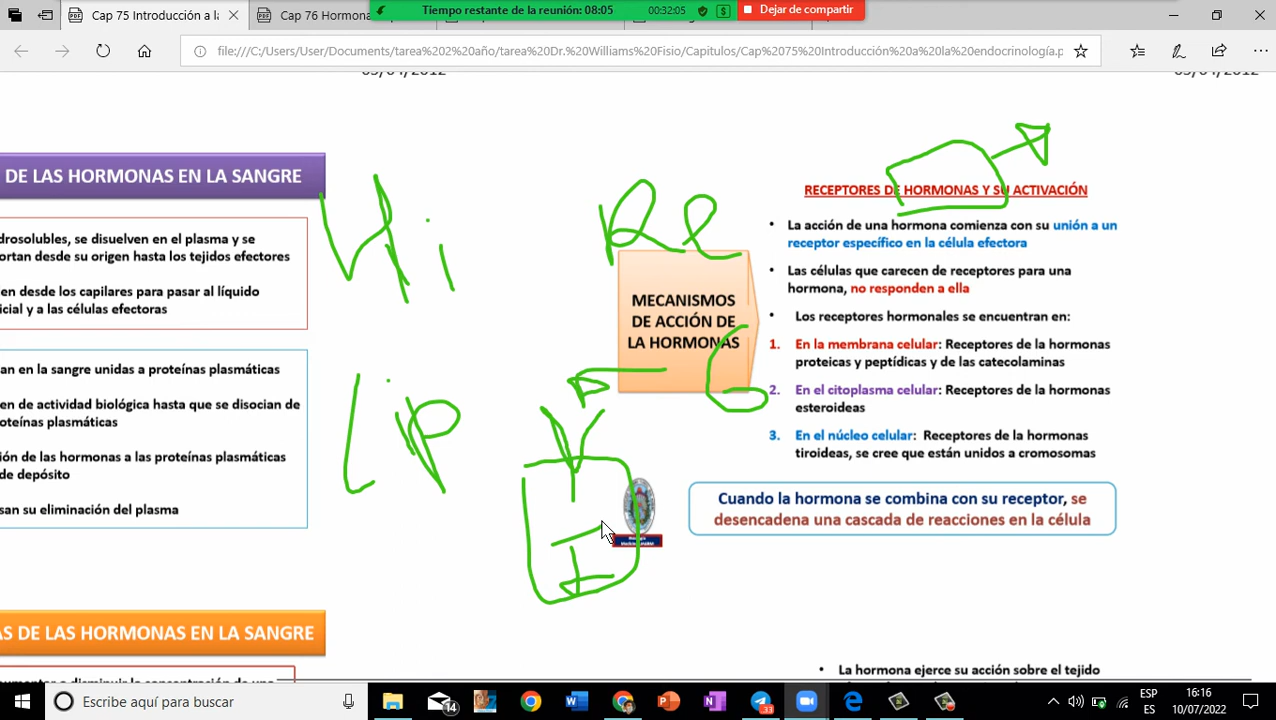 Cap 75 Introducción a la
Cap 76 Hormona
Tiempo restante de la reunión: 08:05
00:32:05
Dejar de compartir
file:///C:/Users/User/Documents/tarea%202%20año/tarea%20Dr.%20Williams%20Fisio/Capitulos/Cap%2075%20Introducción%20a%20la%20endocrinología.p
DE LAS HORMONAS EN LA SANGRE
drosolubles, se disuelven en el plasma y se
ortan desde su origen hasta los tejidos efectores
en desde los capilares para pasar al líquido
icial y a las células efectoras
an en la sangre unidas a proteínas plasmáticas
en de actividad biológica hasta que se disocian de
roteínas plasmáticas
ión de las hormonas a las proteínas plasmáticas
de depósito
san su eliminación del plasma
Hi
Lip
Re
MECANISMOS
DE ACCIÓN DE
LA HORMONAS
RECEPTORES DE HORMONAS Y SU ACTIVACIÓN
• La acción de una hormona comienza con su unión a un
receptor específico en la célula efectora
• Las células que carecen de receptores para una
hormona, no responden a ella
• Los receptores hormonales se encuentran en:
1. En la membrana celular: Receptores de la hormonas
proteicas y peptídicas y de las catecolaminas
2. En el citoplasma celular: Receptores de la hormonas
esteroideas
3. En el núcleo celular: Receptores de la hormonas
tiroideas, se cree que están unidos a cromosomas
Cuando la hormona se combina con su receptor, se
desencadena una cascada de reacciones en la célula
AS DE LAS HORMONAS EN LA SANGRE
• La hormona ejerce su acción sobre el tejido
Escribe aquí para buscar
14
33
ESP
ES
16:16
10/07/2022